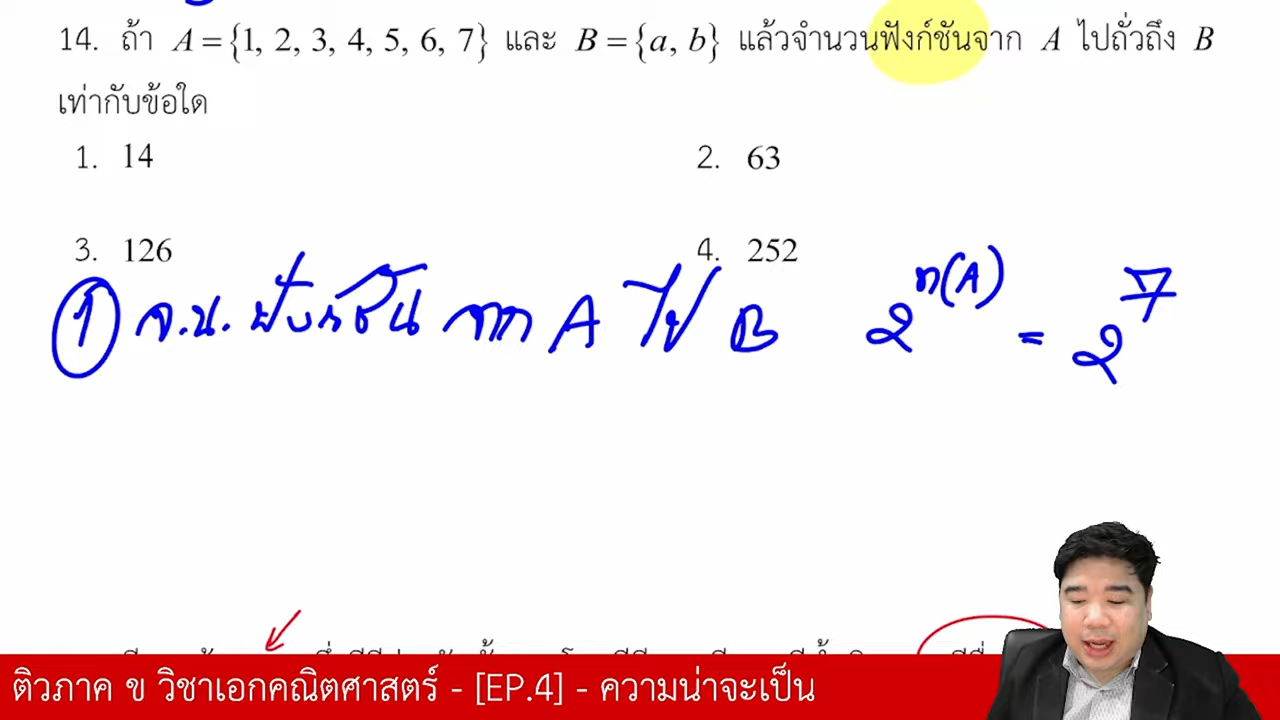 14. ถ้า A = {1, 2, 3, 4, 5, 6, 7} และ B = {a, b} แล้วจำนวนฟังก์ชันจาก A ไปถั่วถึง B
เท่ากับข้อใด
1. 14 2. 63
3. 126 4. 252
1 จ.น. ฟังก์ชัน จาก A ไป B 2^n(A) = 2^7
ติวภาค ข วิชาเอกคณิตศาสตร์ - [EP.4] - ความน่าจะเป็น